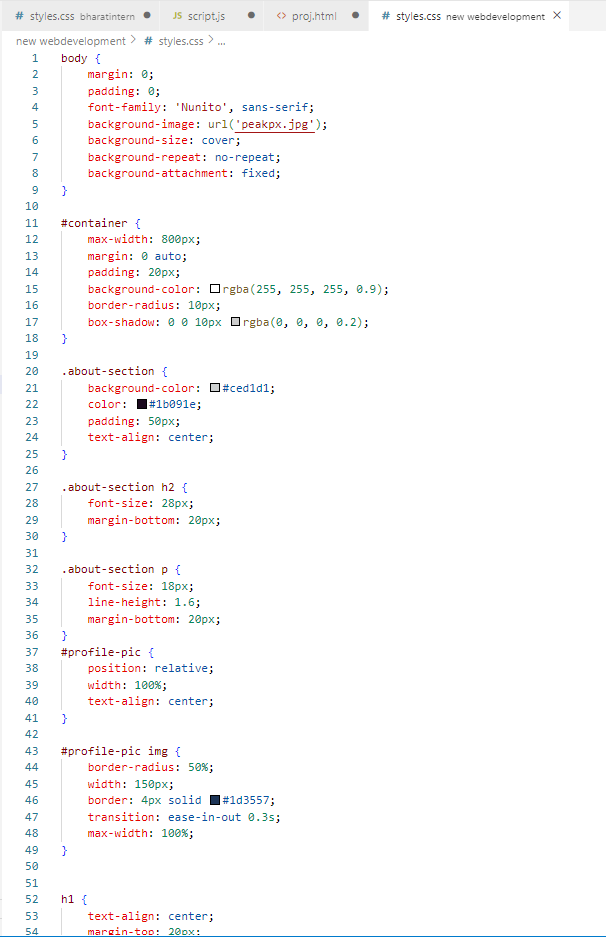 # styles.css bharatintern ● JS script.js ● <> proj.html ● # styles.css new webdevelopment ×
new webdevelopment > # styles.css > ...
1 body {
2 margin: 0;
3 padding: 0;
4 font-family: 'Nunito', sans-serif;
5 background-image: url('peakpx.jpg');
6 background-size: cover;
7 background-repeat: no-repeat;
8 background-attachment: fixed;
9 }
10
11 #container {
12 max-width: 800px;
13 margin: 0 auto;
14 padding: 20px;
15 background-color: rgba(255, 255, 255, 0.9);
16 border-radius: 10px;
17 box-shadow: 0 0 10px rgba(0, 0, 0, 0.2);
18 }
19
20 .about-section {
21 background-color: #ced1d1;
22 color: #1b091e;
23 padding: 50px;
24 text-align: center;
25 }
26
27 .about-section h2 {
28 font-size: 28px;
29 margin-bottom: 20px;
30 }
31
32 .about-section p {
33 font-size: 18px;
34 line-height: 1.6;
35 margin-bottom: 20px;
36 }
37 #profile-pic {
38 position: relative;
39 width: 100%;
40 text-align: center;
41 }
42
43 #profile-pic img {
44 border-radius: 50%;
45 width: 150px;
46 border: 4px solid #1d3557;
47 transition: ease-in-out 0.3s;
48 max-width: 100%;
49 }
50
51
52 h1 {
53 text-align: center;
54 margin-top: 20px;